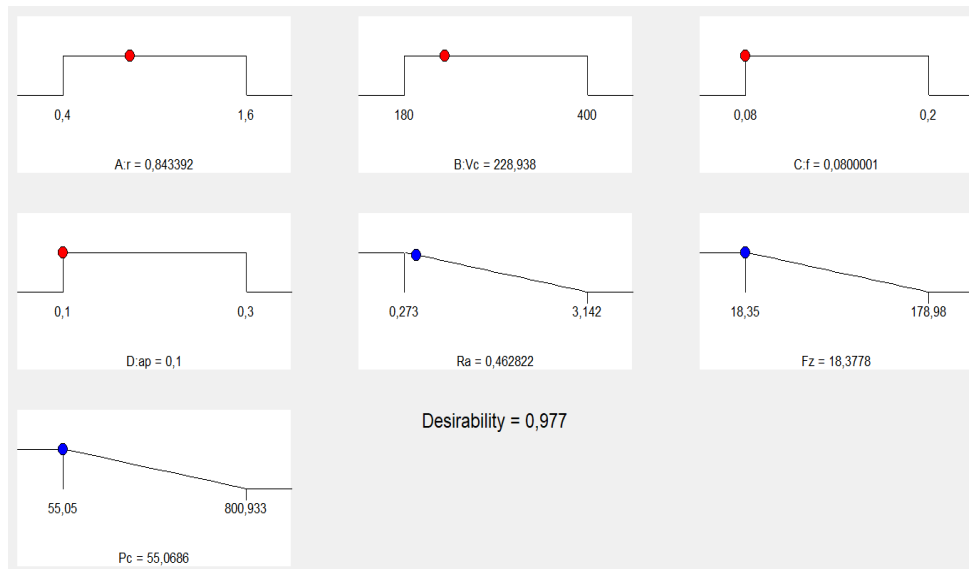 0,4 1,6
A:r = 0,843392
180 400
B:Vc = 228,938
0,08 0,2
C:f = 0,0800001
0,1 0,3
D:ap = 0,1
0,273 3,142
Ra = 0,462822
18,35 178,98
Fz = 18,3778
55,05 800,933
Pc = 55,0686
Desirability = 0,977